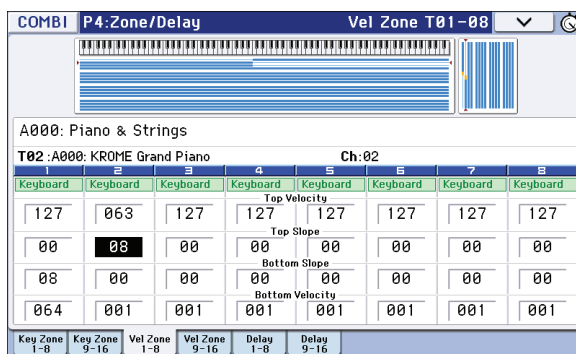 COMBI P4:Zone/Delay Vel Zone T01-08
A000: Piano & Strings
T02 :A000: KROME Grand Piano Ch:02
1 2 3 4 5 6 7 8
Keyboard Keyboard Keyboard Keyboard Keyboard Keyboard Keyboard Keyboard
Top Velocity
127 063 127 127 127 127 127 127
Top Slope
00 08 00 00 00 00 00 00
Bottom Slope
08 00 00 00 00 00 00 00
Bottom Velocity
064 001 001 001 001 001 001 001
Key Zone 1-8 Key Zone 9-16 Vel Zone 1-8 Vel Zone 9-16 Delay 1-8 Delay 9-16